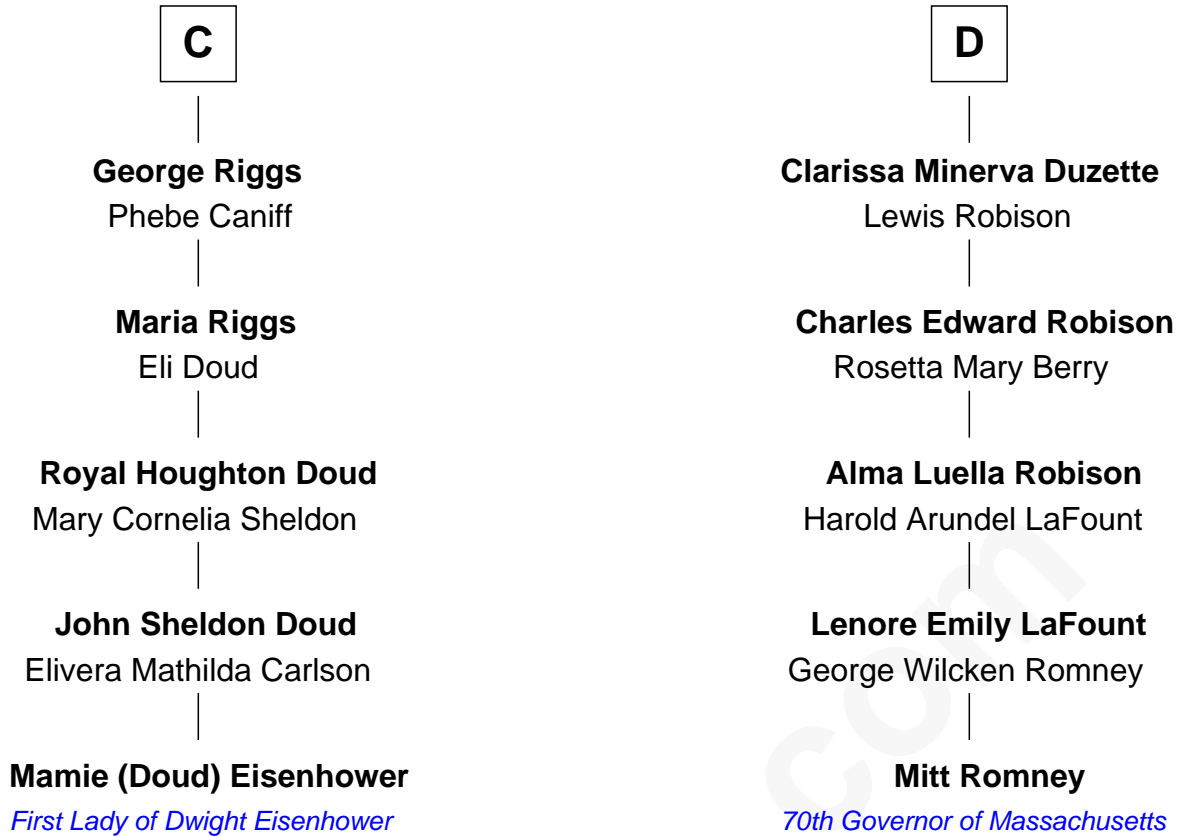 C
George Riggs
Phebe Caniff
Maria Riggs
Eli Doud
Royal Houghton Doud
Mary Cornelia Sheldon
John Sheldon Doud
Elivera Mathilda Carlson
Mamie (Doud) Eisenhower
First Lady of Dwight Eisenhower
D
Clarissa Minerva Duzette
Lewis Robison
Charles Edward Robison
Rosetta Mary Berry
Alma Luella Robison
Harold Arundel LaFount
Lenore Emily LaFount
George Wilcken Romney
Mitt Romney
70th Governor of Massachusetts
com